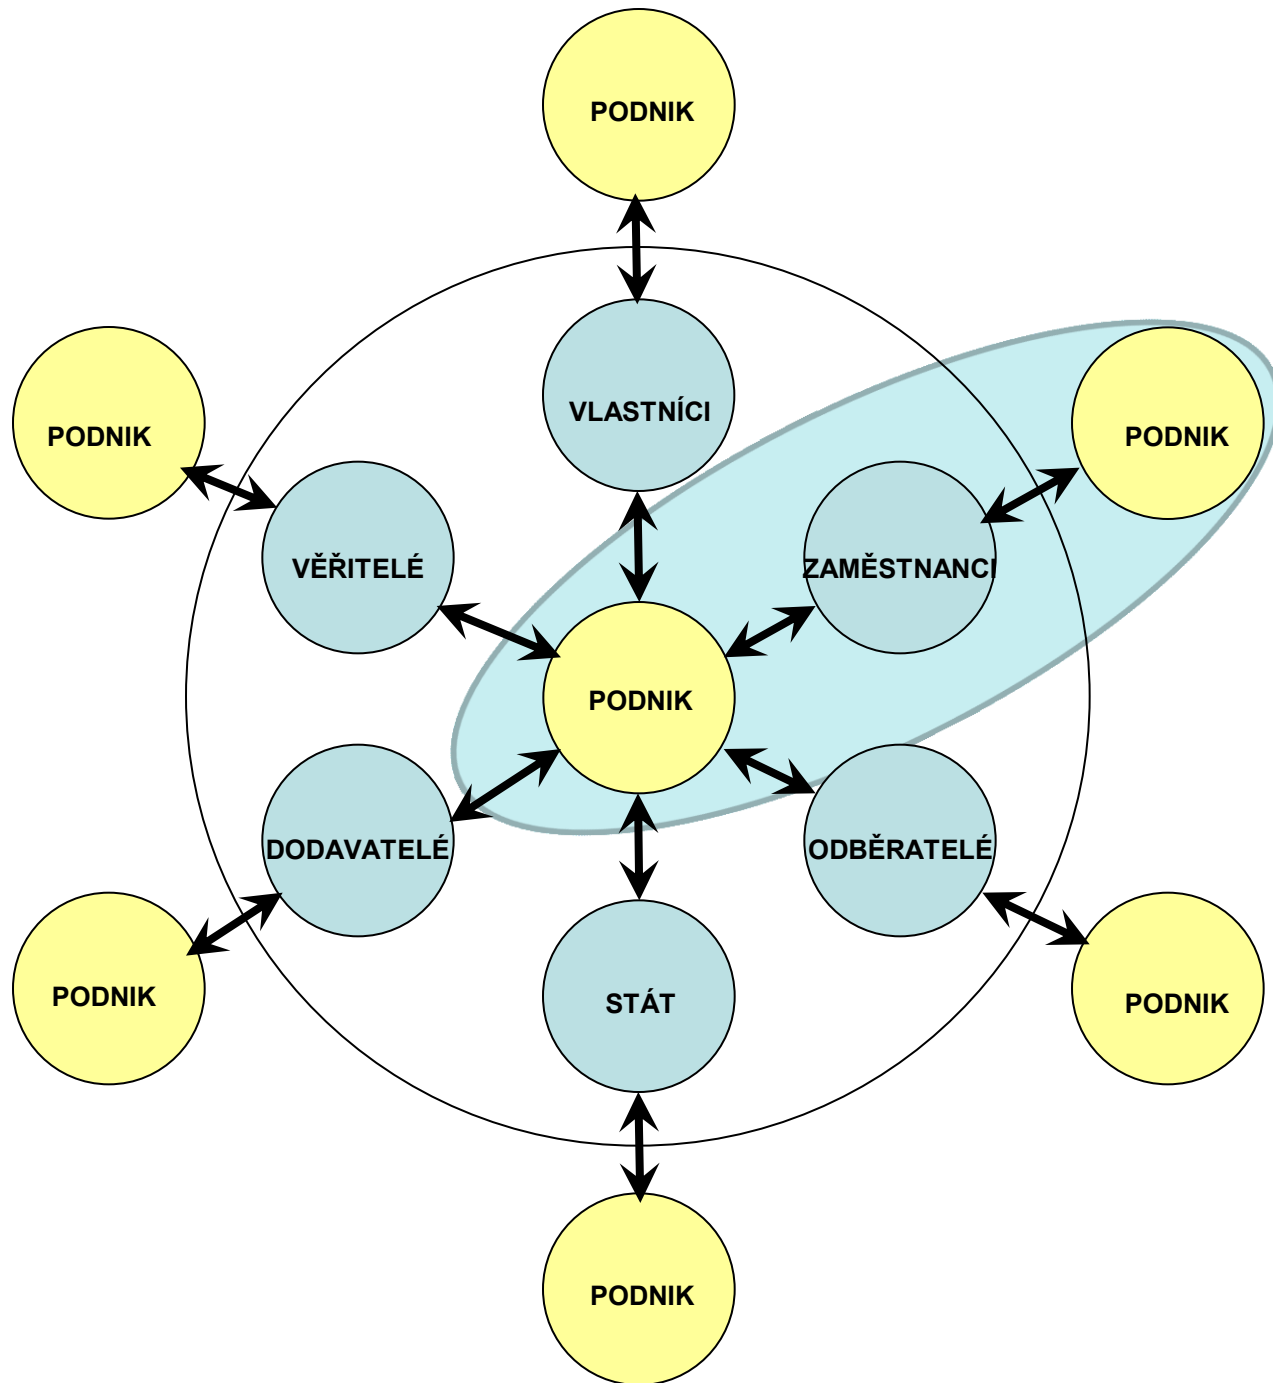 PODNIK
VLASTNÍCI
PODNIK
PODNIK
VĚŘITELÉ
ZAMĚSTNANCI
PODNIK
DODAVATELÉ
ODBĚRATELÉ
PODNIK
STÁT
PODNIK
PODNIK